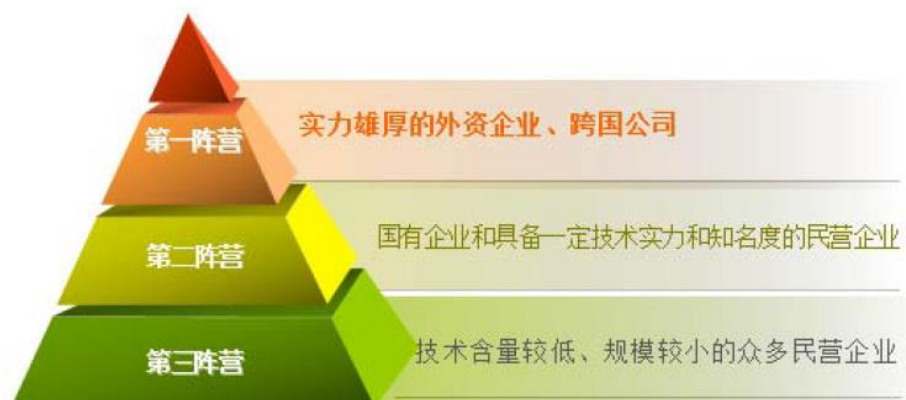 第一阵营
实力雄厚的外资企业、跨国公司
第二阵营
国有企业和具备一定技术实力和知名度的民营企业
第三阵营
技术含量较低、规模较小的众多民营企业